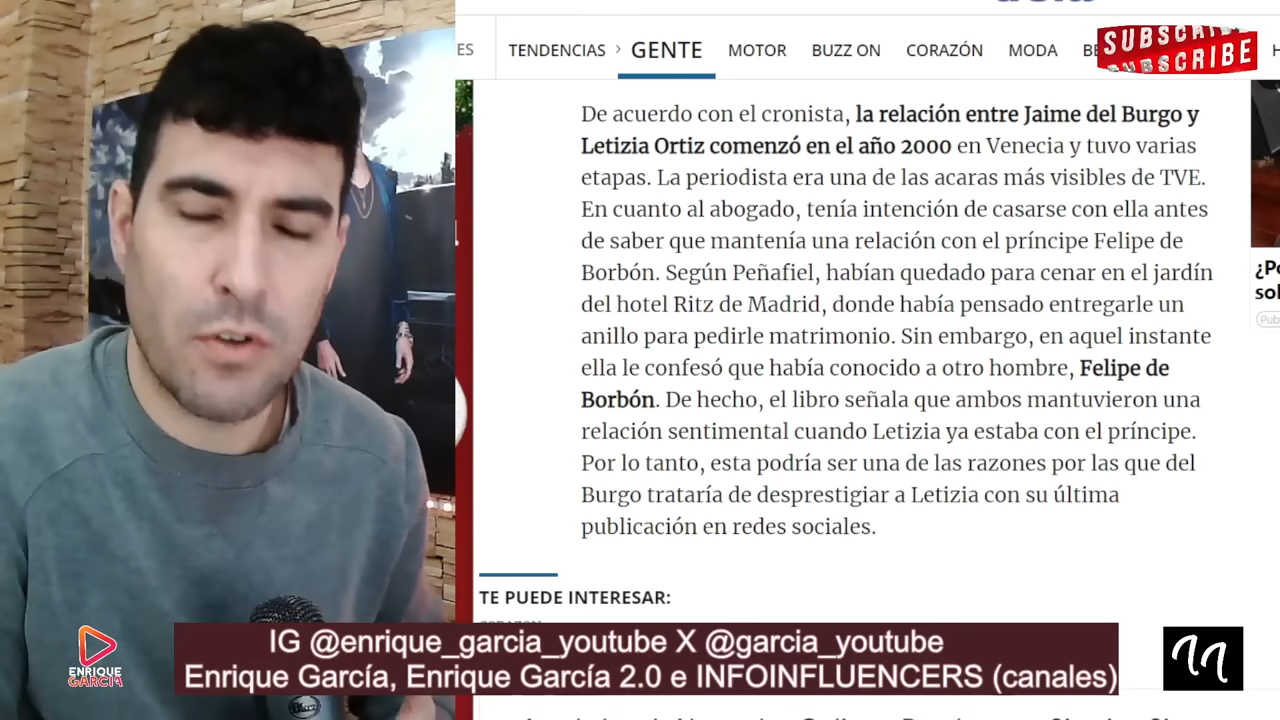 ES TENDENCIAS > GENTE MOTOR BUZZ ON CORAZÓN MODA
SUBSCRIBE
SUBSCRIBE
De acuerdo con el cronista, la relación entre Jaime del Burgo y
Letizia Ortiz comenzó en el año 2000 en Venecia y tuvo varias
etapas. La periodista era una de las acaras más visibles de TVE.
En cuanto al abogado, tenía intención de casarse con ella antes
de saber que mantenía una relación con el príncipe Felipe de
Borbón. Según Peñafiel, habían quedado para cenar en el jardín
del hotel Ritz de Madrid, donde había pensado entregarle un
anillo para pedirle matrimonio. Sin embargo, en aquel instante
ella le confesó que había conocido a otro hombre, Felipe de
Borbón. De hecho, el libro señala que ambos mantuvieron una
relación sentimental cuando Letizia ya estaba con el príncipe.
Por lo tanto, esta podría ser una de las razones por las que del
Burgo trataría de desprestigiar a Letizia con su última
publicación en redes sociales.
TE PUEDE INTERESAR:
IG @enrique_garcia_youtube X @garcia_youtube
Enrique García, Enrique García 2.0 e INFOINFLUENCERS (canales)
ENRIQUE
GARCÍA